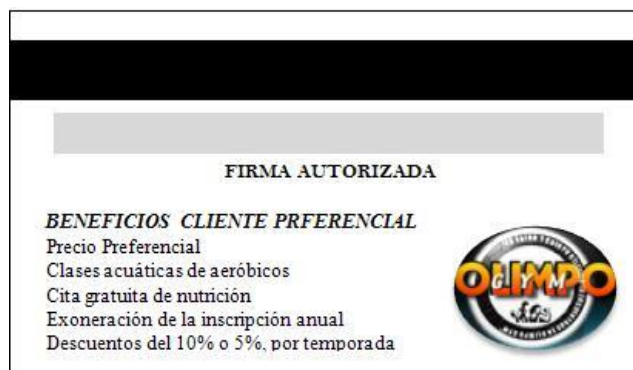 FIRMA AUTORIZADA
BENEFICIOS CLIENTE PRFERENCIAL
Precio Preferencial
Clases acuáticas de aeróbicos
Cita gratuita de nutrición
Exoneración de la inscripción anual
Descuentos del 10% o 5%, por temporada
OLIMPO
GYM